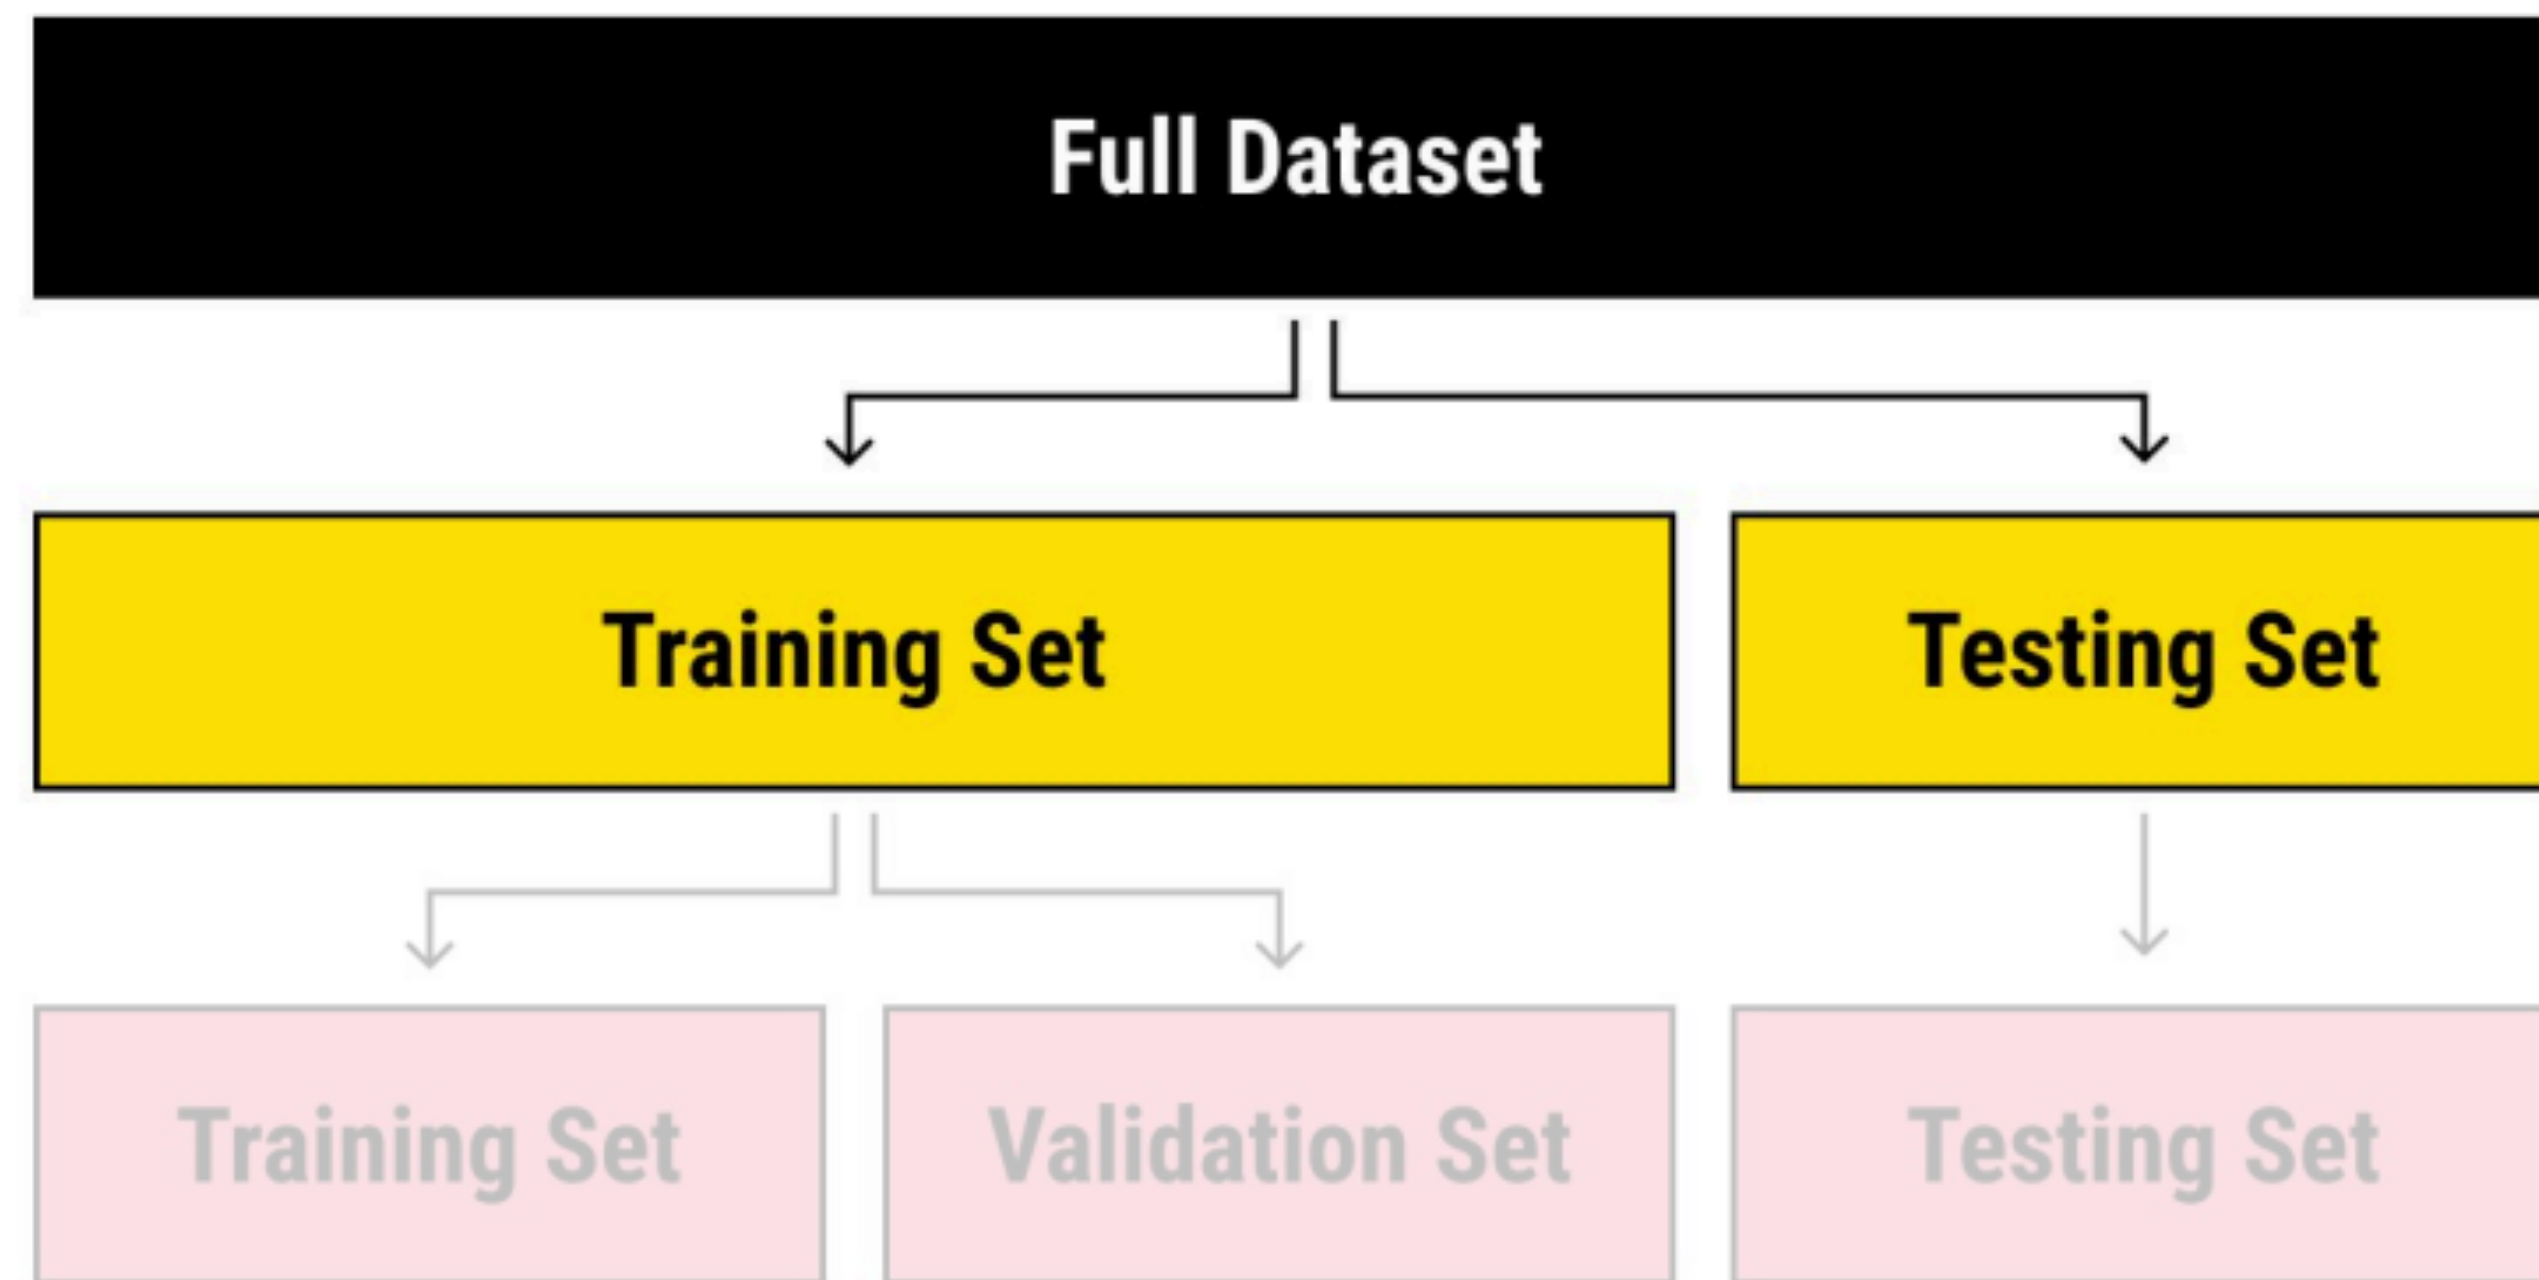 Full Dataset
Training Set
Testing Set
Training Set
Validation Set
Testing Set